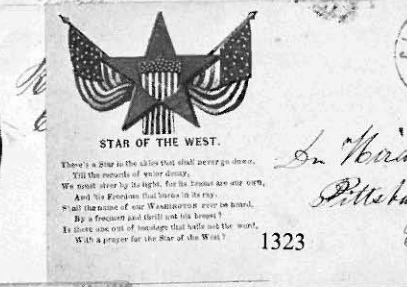 STAR OF THE WEST.
There's a Star in the skies that shall never go down,
Till the records of valor decay,
We must steer by its light, for its beams are our own,
And 'tis Freedom that burns in its ray.
Shall the name of our WASHINGTON ever be heard,
By a freeman and thrill not his breast?
Is there one out of bondage that hails not the word,
With a prayer for the Star of the West?
1323
Pittsbu